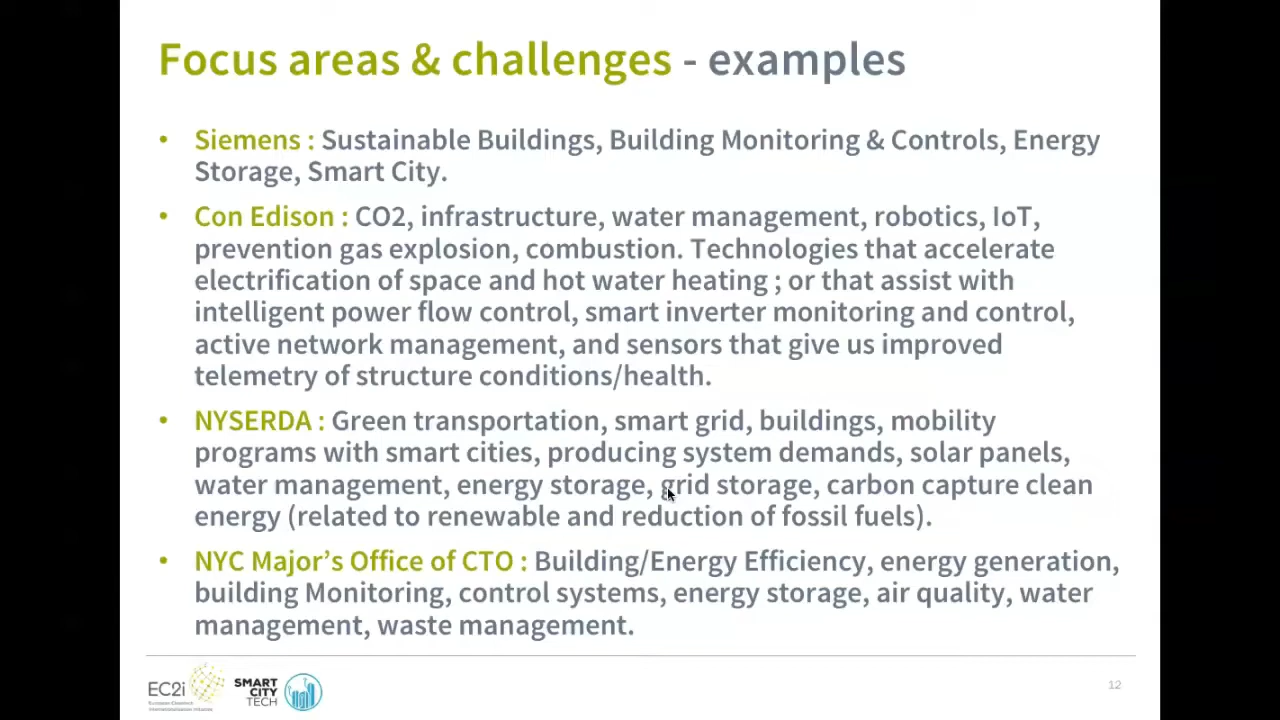 Focus areas & challenges - examples
• Siemens : Sustainable Buildings, Building Monitoring & Controls, Energy
Storage, Smart City.
• Con Edison : CO2, infrastructure, water management, robotics, IoT,
prevention gas explosion, combustion. Technologies that accelerate
electrification of space and hot water heating ; or that assist with
intelligent power flow control, smart inverter monitoring and control,
active network management, and sensors that give us improved
telemetry of structure conditions/health.
• NYSERDA : Green transportation, smart grid, buildings, mobility
programs with smart cities, producing system demands, solar panels,
water management, energy storage, grid storage, carbon capture clean
energy (related to renewable and reduction of fossil fuels).
• NYC Major’s Office of CTO : Building/Energy Efficiency, energy generation,
building Monitoring, control systems, energy storage, air quality, water
management, waste management.
EC2i
SMART
CITY
TECH
12